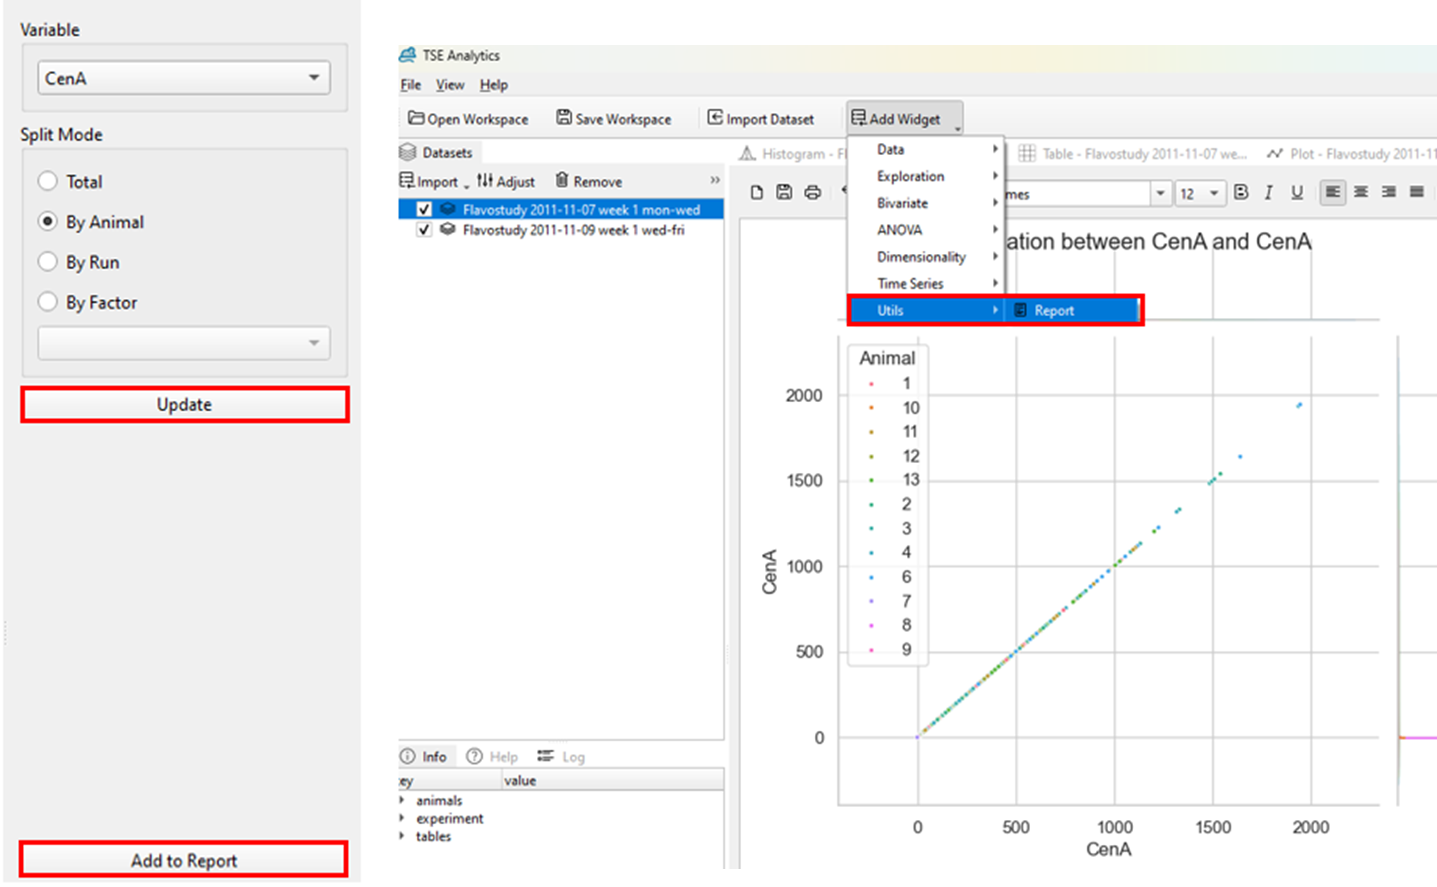 Variable
CenA
Split Mode
Total
By Animal
By Run
By Factor
Update
Add to Report
TSE Analytics
File View Help
Open Workspace Save Workspace Import Dataset Add Widget
Datasets
Import Adjust Remove »
Flavostudy 2011-11-07 week 1 mon-wed
Flavostudy 2011-11-09 week 1 wed-fri
Data
Exploration
Bivariate
ANOVA
Dimensionality
Time Series
Utils Report
Histogram - Fl Table - Flavostudy 2011-11-07 we... Plot - Flavostudy 2011-11
mes 12 B I U
ation between CenA and CenA
Animal
1
10
11
12
13
2
3
4
6
7
8
9
2000
1500
1000
500
0
CenA
0 500 1000 1500 2000
CenA
Info Help Log
ey value
animals
experiment
tables